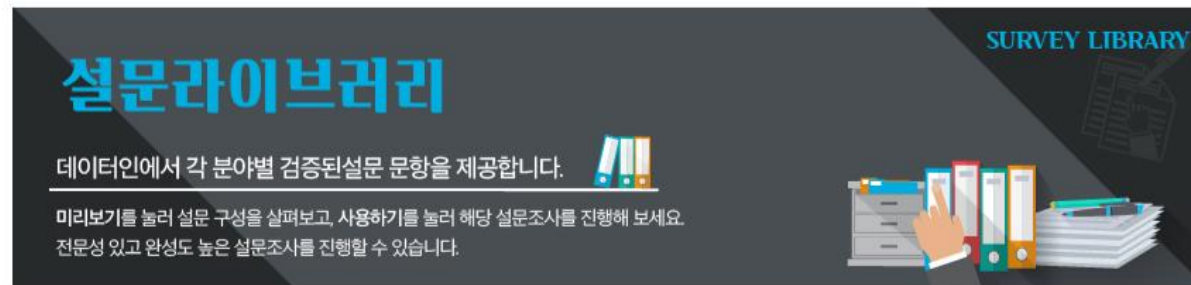 SURVEY LIBRARY
설문라이브러리
데이터인에서 각 분야별 검증된설문 문항을 제공합니다.
미리보기를 눌러 설문 구성을 살펴보고, 사용하기를 눌러 해당 설문조사를 진행해 보세요.
전문성 있고 완성도 높은 설문조사를 진행할 수 있습니다.